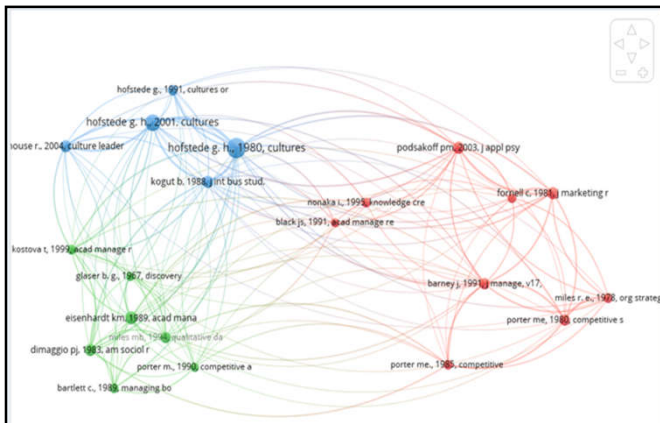 hofstede g., 1991, cultures or
hofstede g. h., 2001, cultures
house r., 2004, culture leader
hofstede g. h., 1980, cultures
podsakoff pm, 2003, j appl psy
kogut b, 1988, j int bus stud.
fornell c, 1981, j marketing r
nonaka i., 1995, knowledge cre
black js, 1991, acad manage re
kostova t, 1999, acad manage r
glaser b. g., 1967, discovery
barney j, 1991, j manage, v17,
miles r. e., 1978, org strateg
eisenhardt km, 1989, acad mana
porter me, 1980, competitive s
miles mb, 1994, qualitative da
dimaggio pj, 1983, am sociol r
porter m., 1990, competitive a
porter me., 1985, competitive
bartlett c., 1989, managing bo